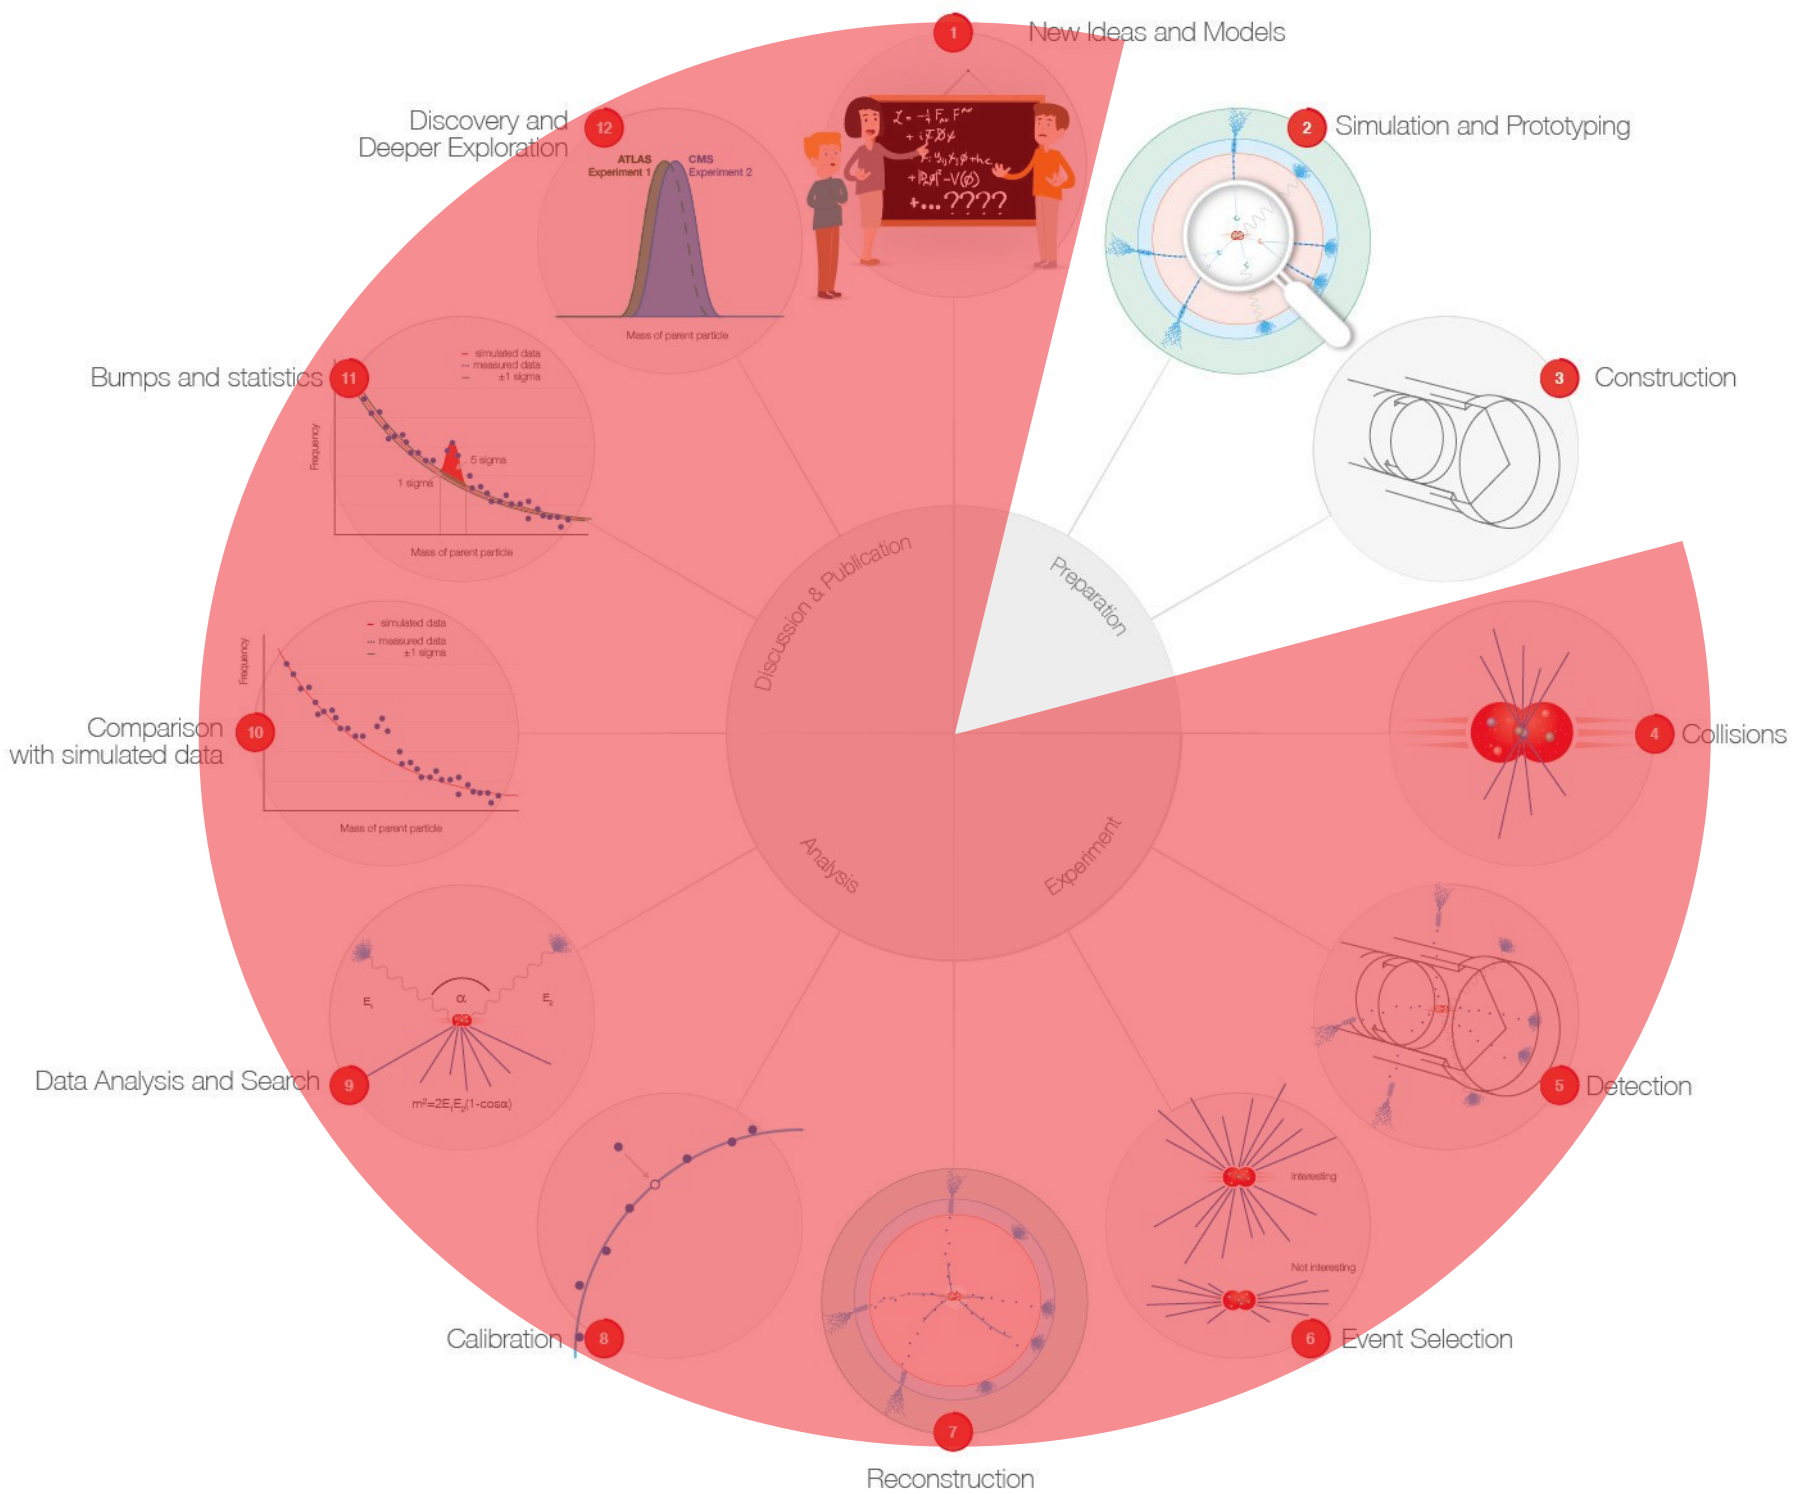 1
New Ideas and Models
ATLAS
Experiment 1
CMS
Experiment 2
Mass of parent particle
12
Discovery and
Deeper Exploration
2
Simulation and Prototyping
3
Construction
4
Collisions
5
Detection
Interesting
Not interesting
6
Event Selection
7
Reconstruction
8
Calibration
E₁
α
E₂
m²=2E₁E₂(1-cosα)
9
Data Analysis and Search
simulated data
measured data
±1 sigma
Frequency
Mass of parent particle
10
Comparison
with simulated data
simulated data
measured data
±1 sigma
5 sigma
1 sigma
Frequency
Mass of parent particle
11
Bumps and statistics
Discussion & Publication
Preparation
Experiment
Analysis
+...????